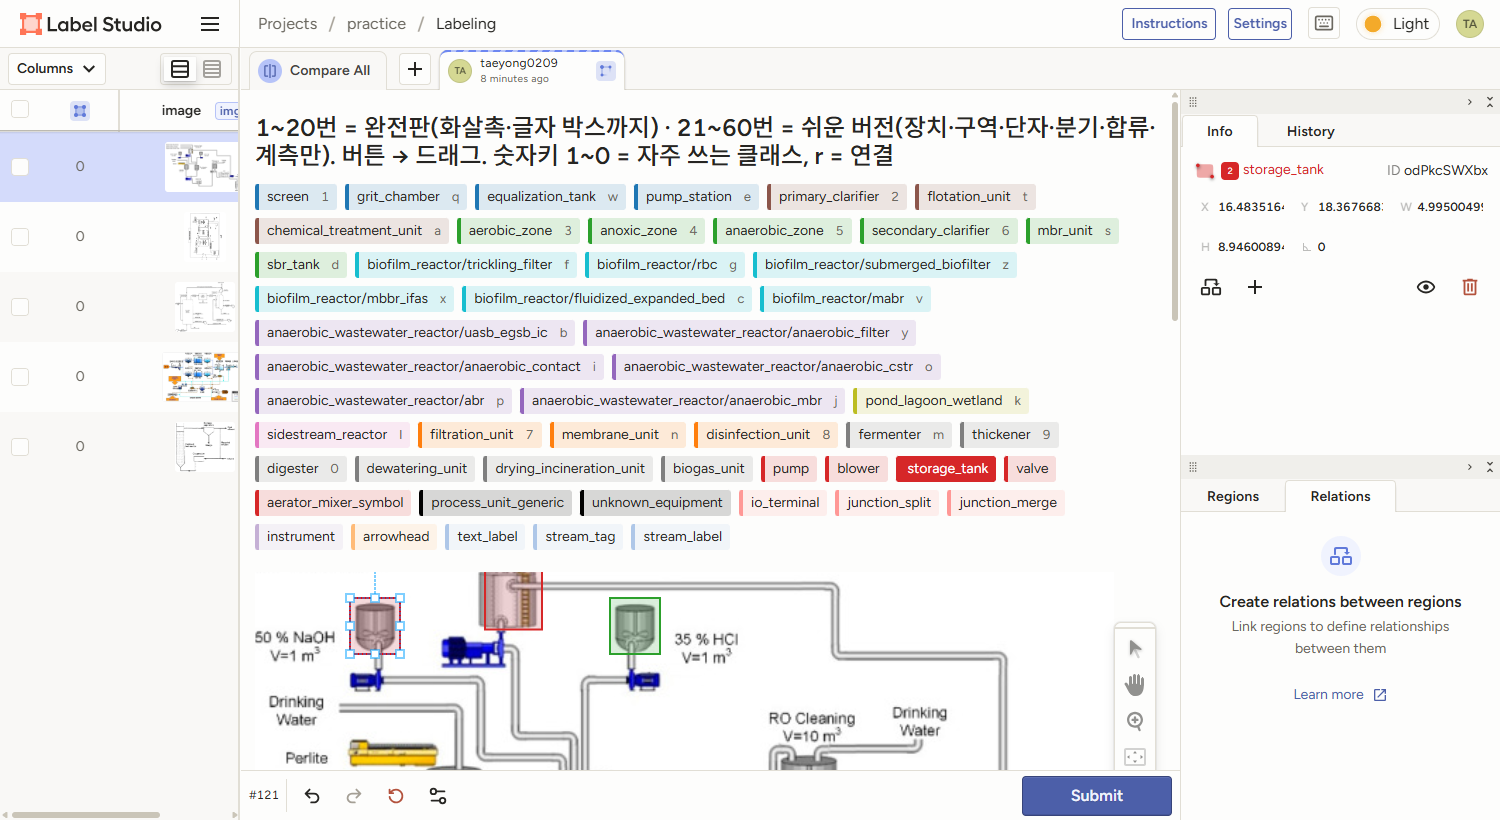 Label Studio
Projects / practice / Labeling
Instructions
Settings
Light
TA
Columns
image
img
0
0
0
0
0
Compare All
TA
taeyong0209
8 minutes ago
1~20번 = 완전판(화살촉·글자 박스까지) · 21~60번 = 쉬운 버전(장치·구역·단자·분기·합류·
계측만). 버튼 → 드래그. 숫자키 1~0 = 자주 쓰는 클래스, r = 연결
screen 1 grit_chamber q equalization_tank w pump_station e primary_clarifier 2 flotation_unit t
chemical_treatment_unit a aerobic_zone 3 anoxic_zone 4 anaerobic_zone 5 secondary_clarifier 6 mbr_unit s
sbr_tank d biofilm_reactor/trickling_filter f biofilm_reactor/rbc g biofilm_reactor/submerged_biofilter z
biofilm_reactor/mbbr_ifas x biofilm_reactor/fluidized_expanded_bed c biofilm_reactor/mabr v
anaerobic_wastewater_reactor/uasb_egsb_ic b anaerobic_wastewater_reactor/anaerobic_filter y
anaerobic_wastewater_reactor/anaerobic_contact i anaerobic_wastewater_reactor/anaerobic_cstr o
anaerobic_wastewater_reactor/abr p anaerobic_wastewater_reactor/anaerobic_mbr j pond_lagoon_wetland k
sidestream_reactor l filtration_unit 7 membrane_unit n disinfection_unit 8 fermenter m thickener 9
digester 0 dewatering_unit drying_incineration_unit biogas_unit pump blower storage_tank valve
aerator_mixer_symbol process_unit_generic unknown_equipment io_terminal junction_split junction_merge
instrument arrowhead text_label stream_tag stream_label
50 % NaOH
V=1 m³
35 % HCl
V=1 m³
Drinking
Water
Perlite
RO Cleaning
V=10 m³
Drinking
Water
#121
Submit
Info
History
2 storage_tank
ID odPkcSWXbx
X 16.4835164
Y 18.3676683
W 4.99500499
H 8.94600894
0
Regions
Relations
Create relations between regions
Link regions to define relationships
between them
Learn more